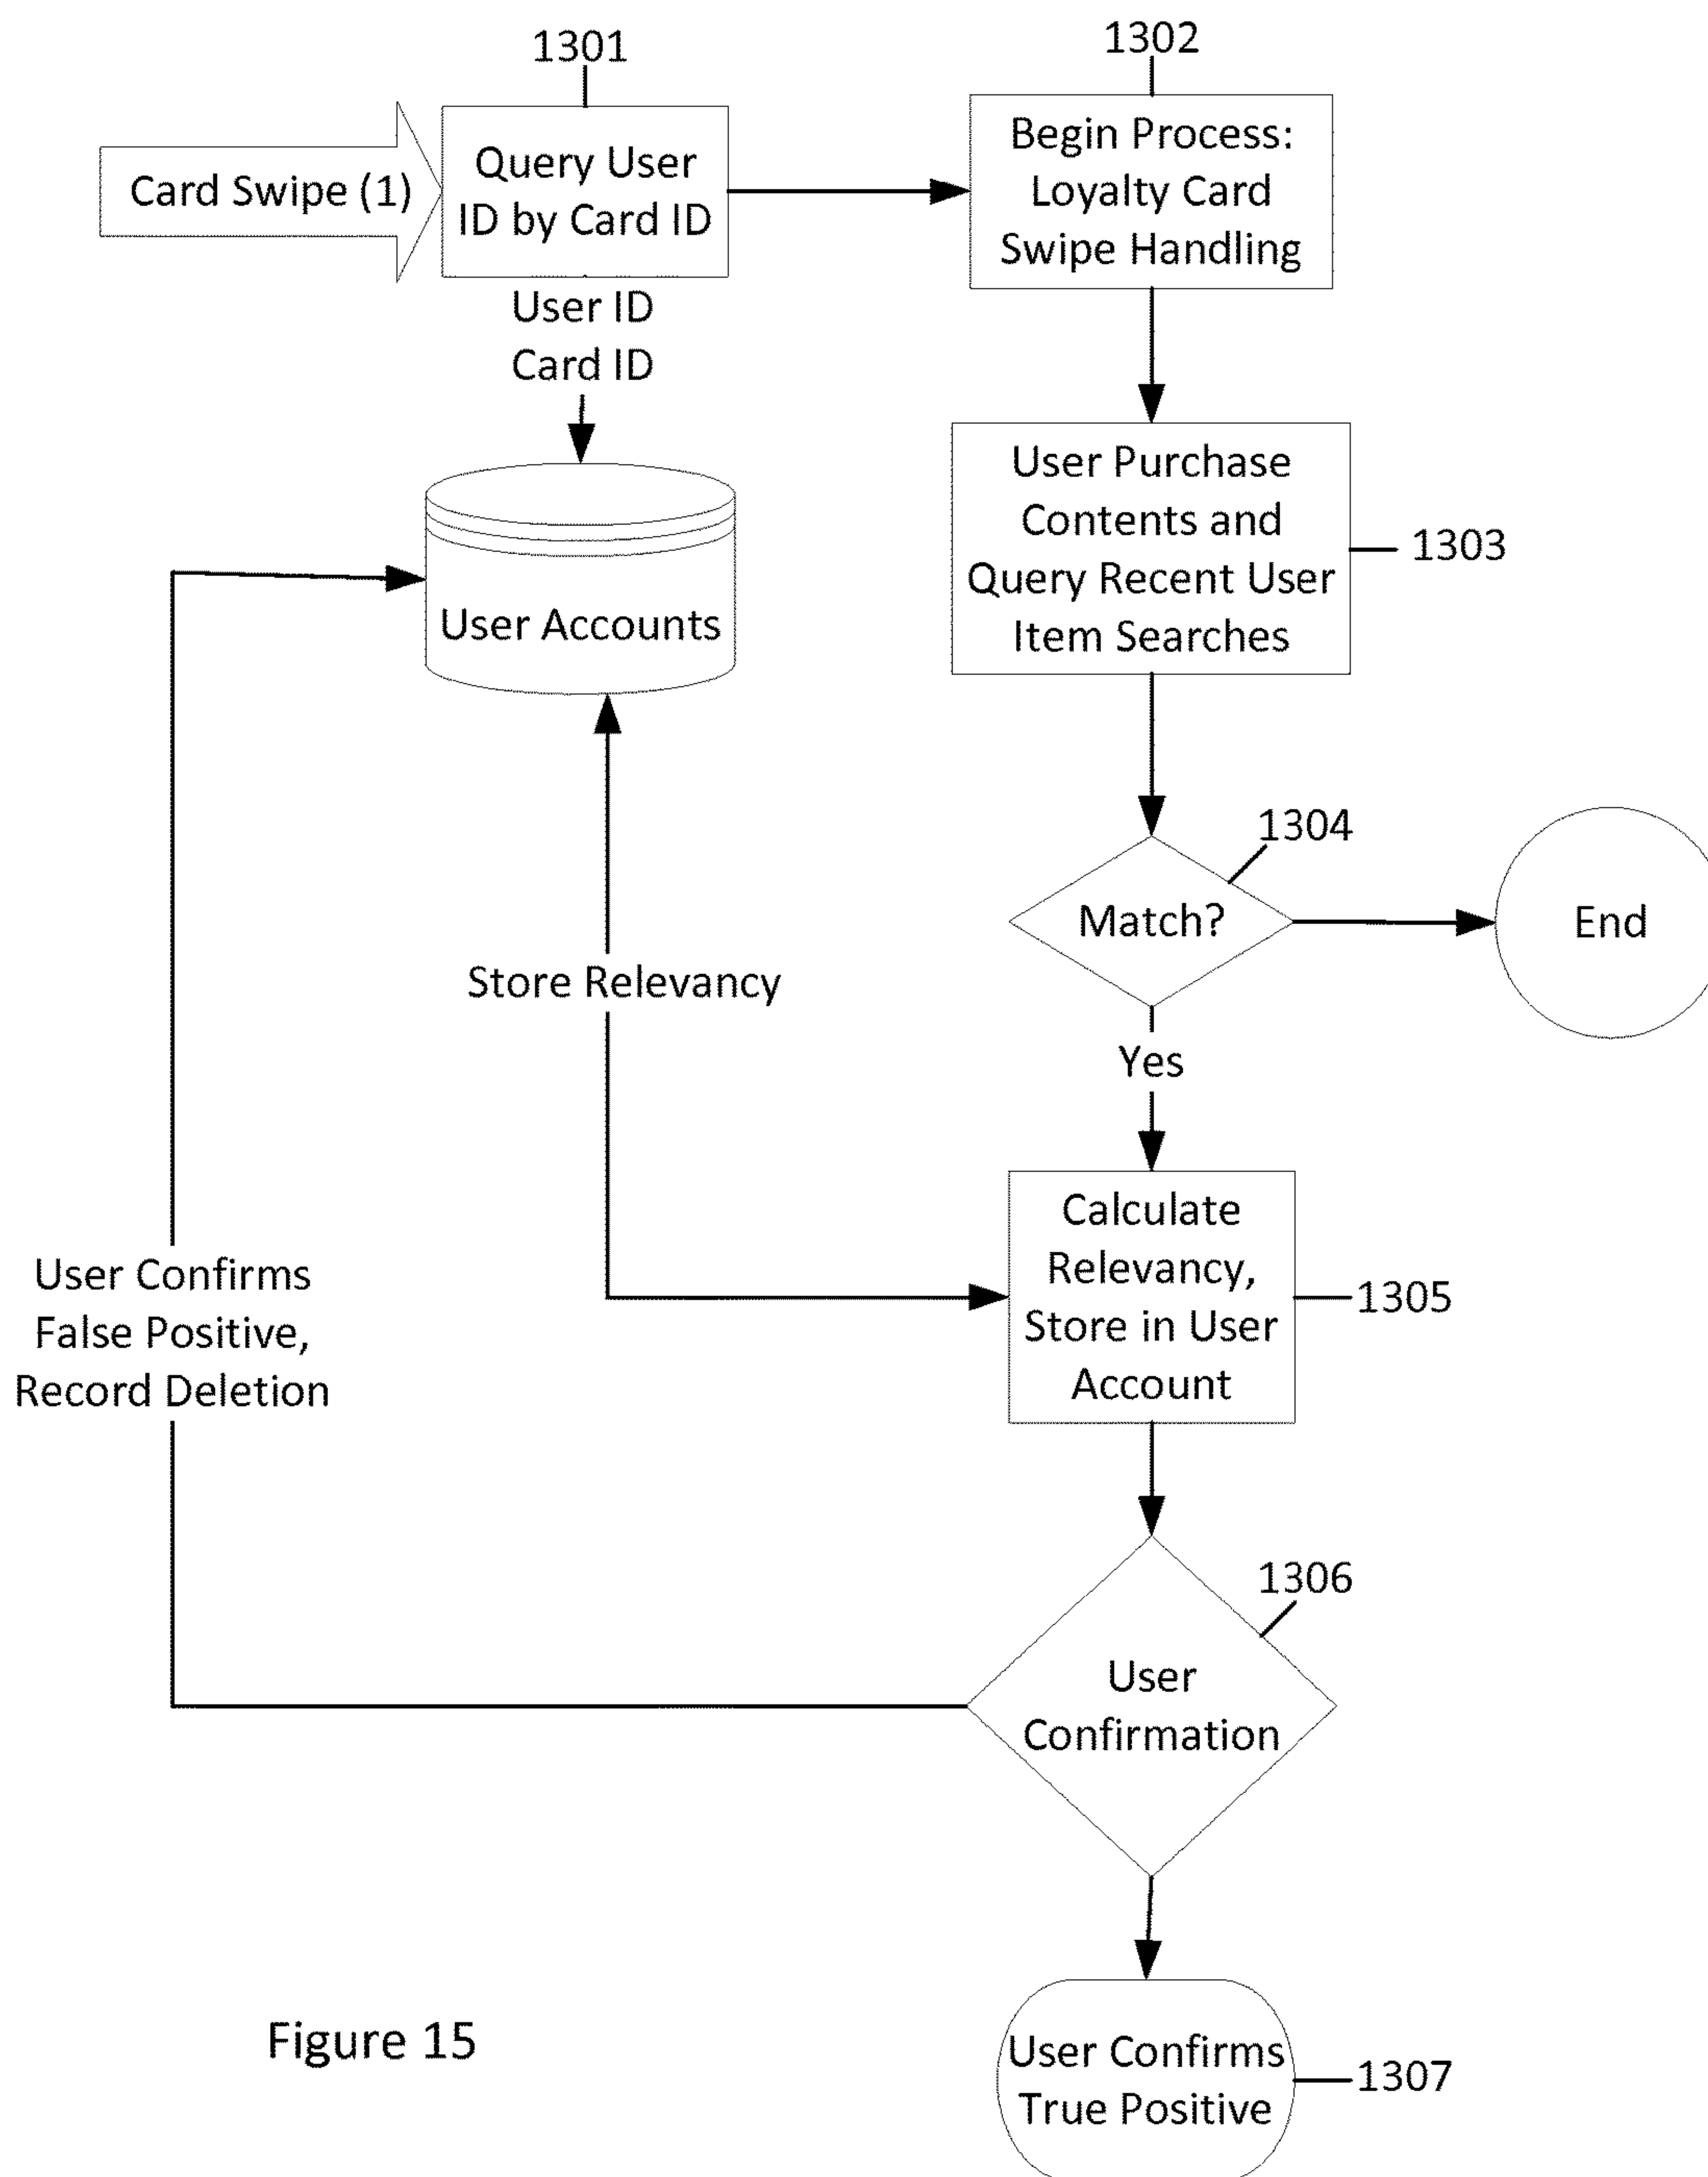 1301
1302
Card Swipe (1)
Query User
ID by Card ID
Begin Process:
Loyalty Card
Swipe Handling
User ID
Card ID
User Accounts
User Purchase
Contents and
Query Recent User
Item Searches
1303
1304
Match?
End
Store Relevancy
Yes
Calculate
Relevancy,
Store in User
Account
1305
User Confirms
False Positive,
Record Deletion
1306
User
Confirmation
User Confirms
True Positive
1307
Figure 15